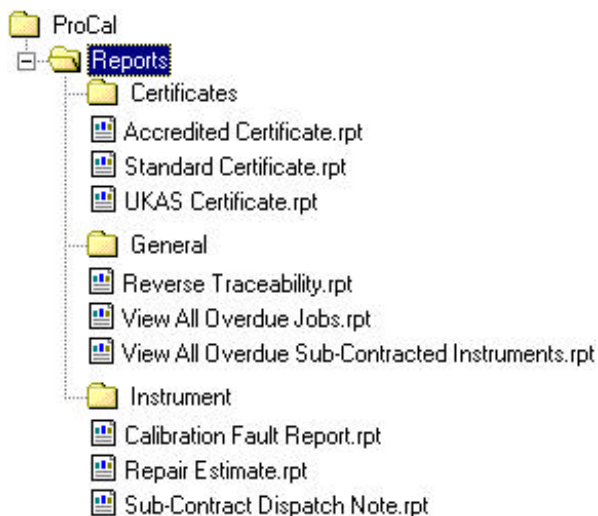 ProCal
Reports
Certificates
Accredited Certificate.rpt
Standard Certificate.rpt
UKAS Certificate.rpt
General
Reverse Traceability.rpt
View All Overdue Jobs.rpt
View All Overdue Sub-Contracted Instruments.rpt
Instrument
Calibration Fault Report.rpt
Repair Estimate.rpt
Sub-Contract Dispatch Note.rpt